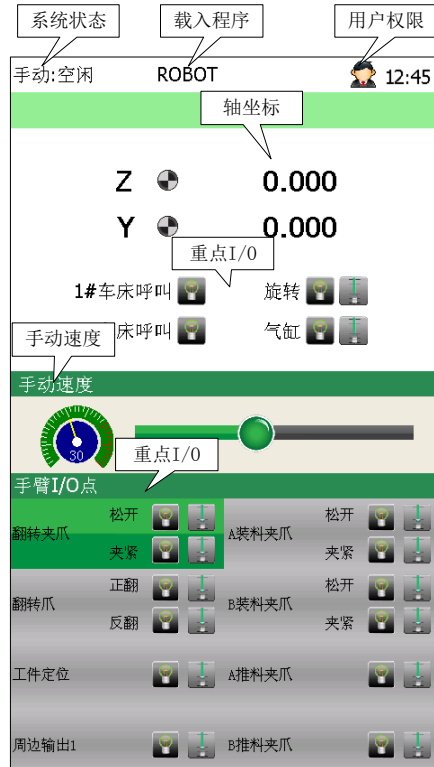 系统状态 载入程序 用户权限
手动:空闲 ROBOT 12:45
轴坐标
Z 0.000
Y 0.000
重点I/0
1#车床呼叫 旋转
床呼叫 气缸
手动速度
手动速度
30
重点I/0
手臂I/O点
翻转夹爪 松开 A装料夹爪 松开
夹紧 夹紧
翻转爪 正翻 B装料夹爪 松开
反翻 夹紧
工件定位 A推料夹爪
周边输出1 B推料夹爪